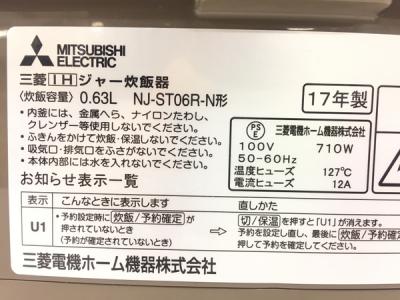 MITSUBISHI
ELECTRIC
三菱IHジャー炊飯器
〈炊飯容量〉0.63L NJ-ST06R-N形
17年製
・内釜には、金属へら、ナイロンたわし、
クレンザー等使用しないでください。
・ふきんをかけて炊飯・保温しないでください。
・吸気口・排気口をふさがないでください。
・本体内部には水を入れないでください。
PS
E
三菱電機ホーム機器株式会社
100V 710W
50-60Hz
温度ヒューズ 127℃
電流ヒューズ 12A
お知らせ表示一覧
表示 こんなときに表示します 直しかた
U1
・予約設定時に 炊飯/予約確定 が
押されていないとき
(予約が確定できていないとき)
⇨
切/保温 を押すと「U1」が消えます。
予約を設定し直し、最後に 炊飯/予約確定 を
押して予約を確定してください。
三菱電機ホーム機器株式会社